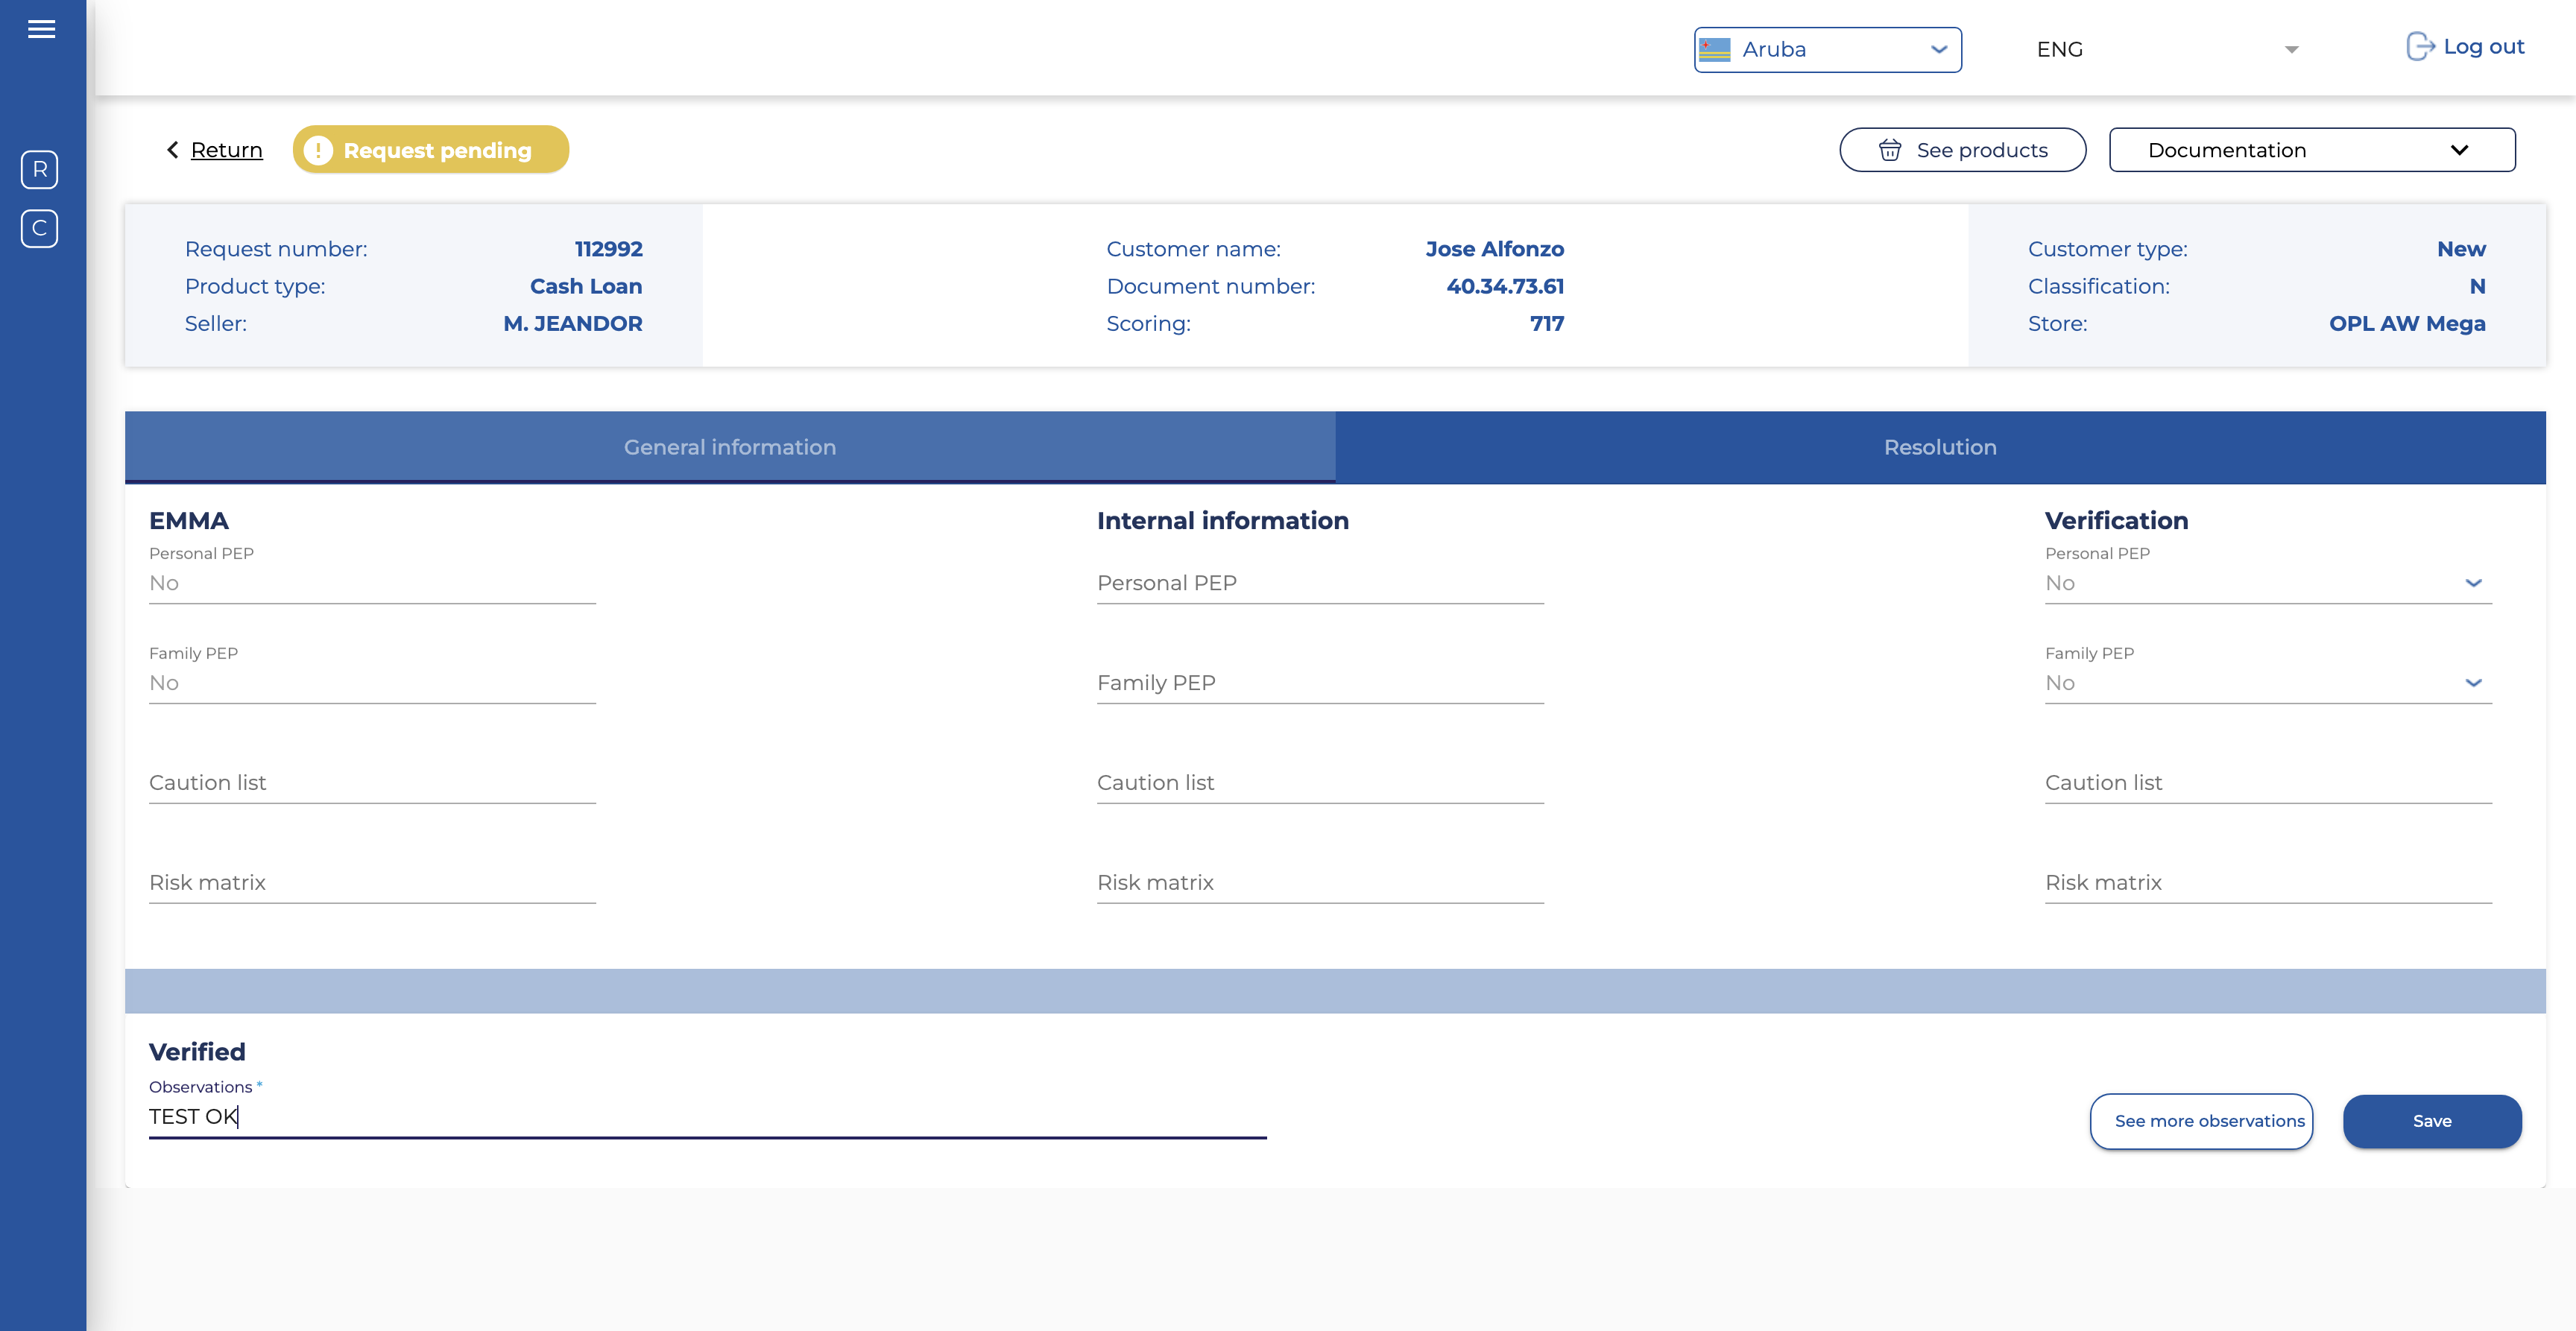 Aruba
ENG
Log out
R
C
Return
Request pending
See products
Documentation
Request number: 112992
Product type: Cash Loan
Seller: M. JEANDOR
Customer name: Jose Alfonzo
Document number: 40.34.73.61
Scoring: 717
Customer type: New
Classification: N
Store: OPL AW Mega
General information
Resolution
EMMA
Personal PEP
No
Family PEP
No
Caution list
Risk matrix
Internal information
Personal PEP
Family PEP
Caution list
Risk matrix
Verification
Personal PEP
No
Family PEP
No
Caution list
Risk matrix
Verified
Observations *
TEST OK
See more observations
Save